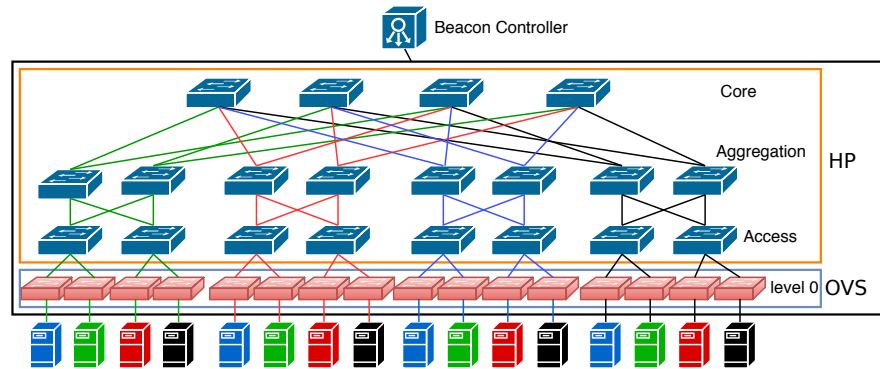 Beacon Controller
Core
Aggregation
HP
Access
level 0
OVS